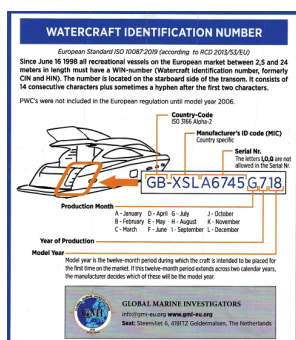 WATERCRAFT IDENTIFICATION NUMBER
European Standard ISO 10087:2019 (according to RCD 2013/53/EU)
Since June 16 1998 all recreational vessels on the European market between 2,5 and 24
meters in length must have a WIN-number (Watercraft identification number, formerly
CIN and HIN). The number is located on the starboard side of the transom. It consists of
14 consecutive characters plus sometimes a hyphen after the first two characters.
PWC's were not included in the European regulation until model year 2006.
Country-Code
ISO 3166 Alpha-2
Manufacturer's ID code (MIC)
Country specific
Serial Nr.
The letters I,O,Q are not
allowed in the Serial Nr.
GB-XSLA6745G718
Production Month
A - January D - April G - July J - October
B - February E - May H - August K - November
C - March F - June I - September L - December
Year of Production
Model Year
Model year is the twelve-month period during which the craft is intended to be placed for
the first time on the market. If this twelve-month period extends across two calendar years,
the manufacturer decides which of these will be the model year.
GMI
GLOBAL MARINE INVESTIGATORS
info@gmi-eu.org www.gmi-eu.org
Seat: Steenvliet 6, 4191TZ Geldermalsen, The Netherlands